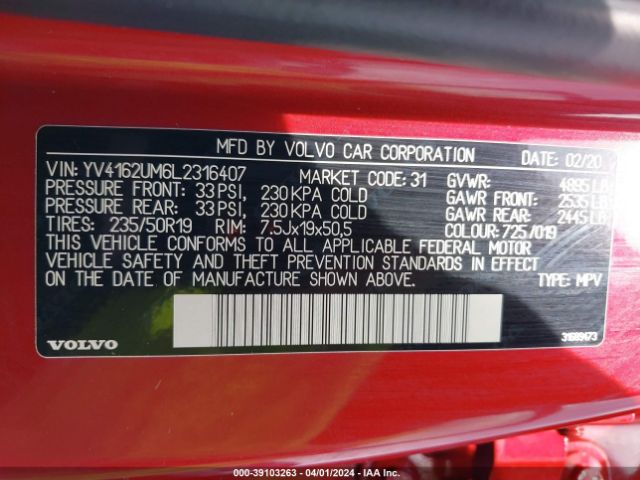 MFD BY VOLVO CAR CORPORATION DATE: 02/20
VIN: YV4162UM6L2316407 MARKET CODE: 31 GVWR: 4885 LB
PRESSURE FRONT: 33 PSI, 230 KPA COLD GAWR FRONT: 2535 LB
PRESSURE REAR: 33 PSI, 230 KPA COLD GAWR REAR: 2445 LB
TIRES: 235/50R19 RIM: 7.5Jx19x50,5 COLOUR: 725/019
THIS VEHICLE CONFORMS TO ALL APPLICABLE FEDERAL MOTOR
VEHICLE SAFETY AND THEFT PREVENTION STANDARDS IN EFFECT
ON THE DATE OF MANUFACTURE SHOWN ABOVE. TYPE: MPV
VOLVO 31689473
000-39103263 - 04/01/2024 - IAA Inc.